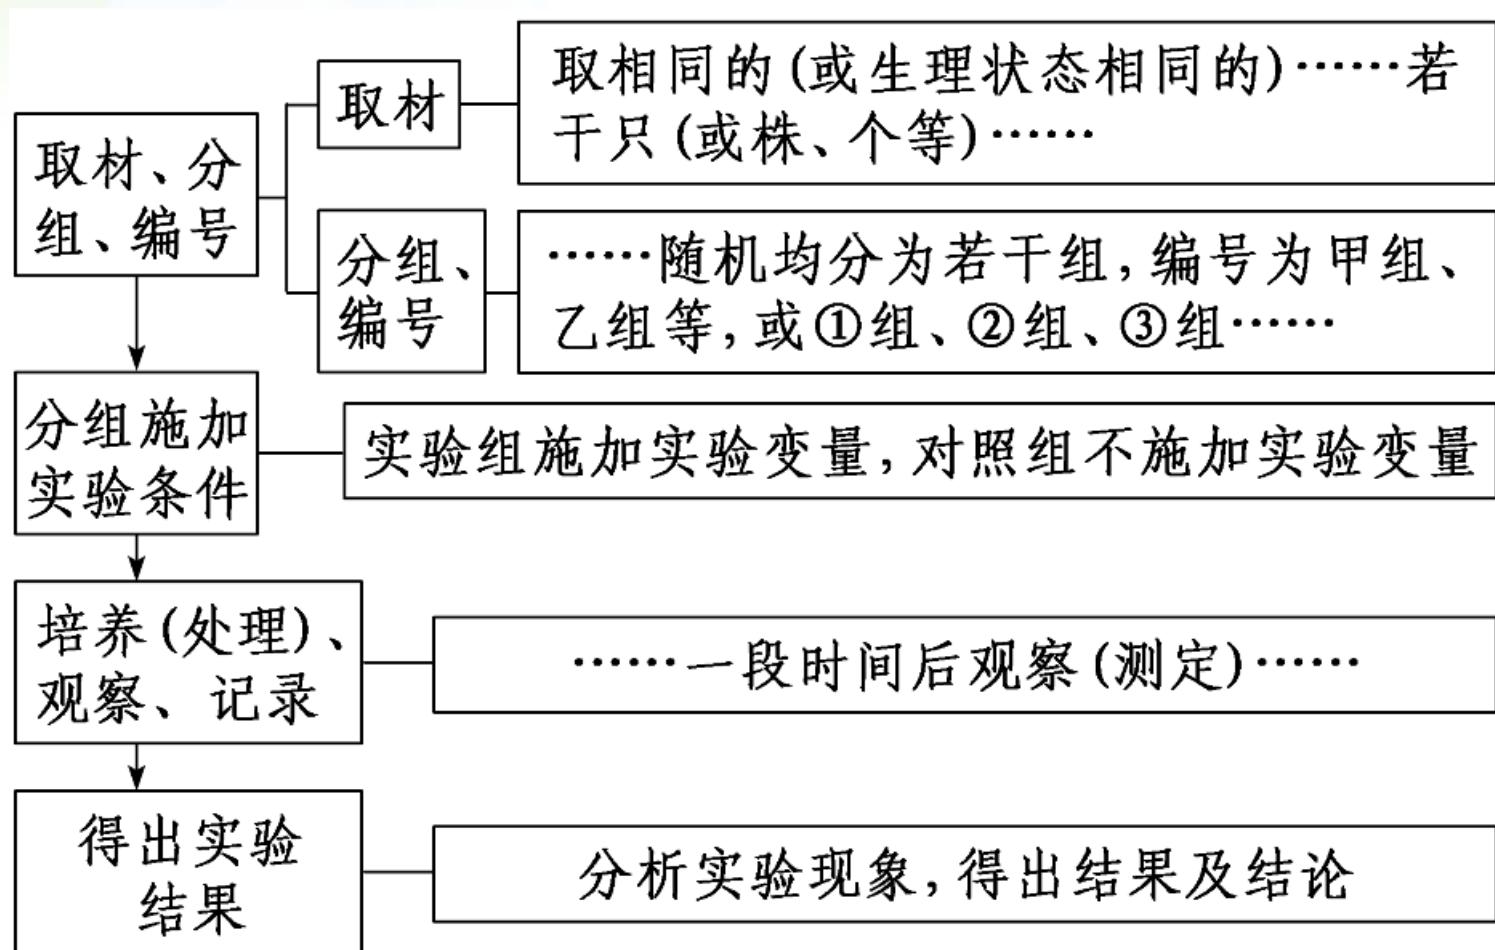 取材、分
组、编号
取材
取相同的(或生理状态相同的)……若
干只(或株、个等)……
分组、
编号
……随机均分为若干组,编号为甲组、
乙组等,或①组、②组、③组……
分组施加
实验条件
实验组施加实验变量,对照组不施加实验变量
培养(处理)、
观察、记录
……一段时间后观察(测定)……
得出实验
结果
分析实验现象,得出结果及结论